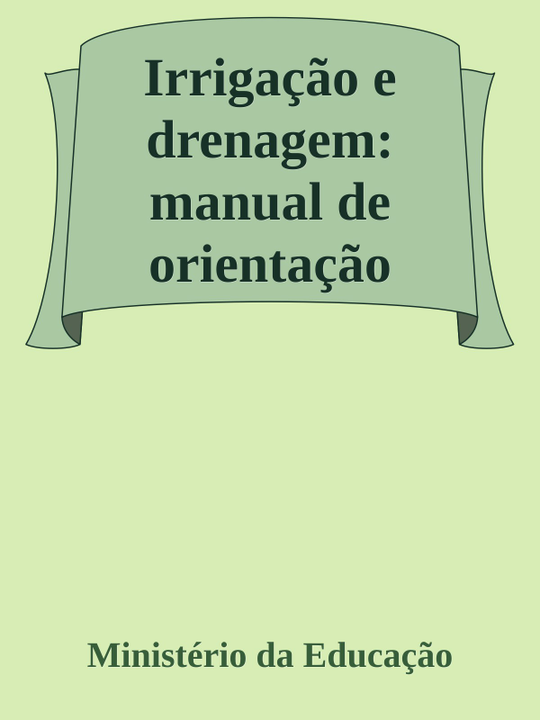 Irrigação e
drenagem:
manual de
orientação
Ministério da Educação